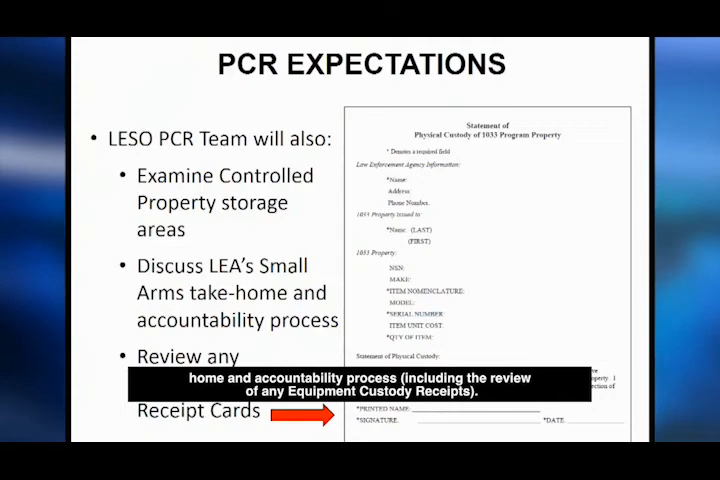 PCR EXPECTATIONS
• LESO PCR Team will also:
• Examine Controlled
Property storage
areas
• Discuss LEA's Small
Arms take-home and
accountability process
• Review any
Receipt Cards
Statement of
Physical Custody of 1033 Program Property
* Denotes a required field
Law Enforcement Agency Information:
*Name:
Address:
Phone Number:
1033 Property Issued to:
*Name: (LAST)
(FIRST)
1033 Property:
NSN:
MAKE:
*ITEM NOMENCLATURE:
MODEL:
*SERIAL NUMBER:
ITEM UNIT COST:
*QTY OF ITEM:
Statement of Physical Custody:
*PRINTED NAME:
*SIGNATURE. *DATE.
home and accountability process (including the review
of any Equipment Custody Receipts).